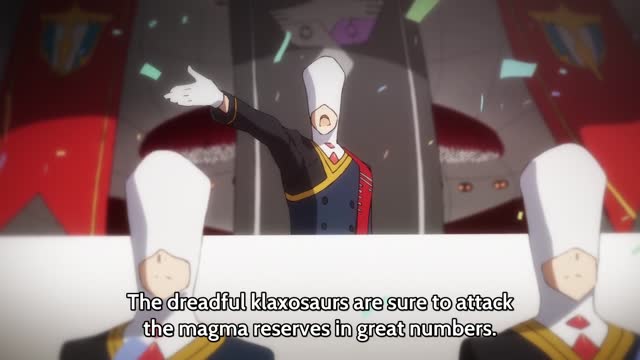 The dreadful klaxosaurs are sure to attack
the magma reserves in great numbers.